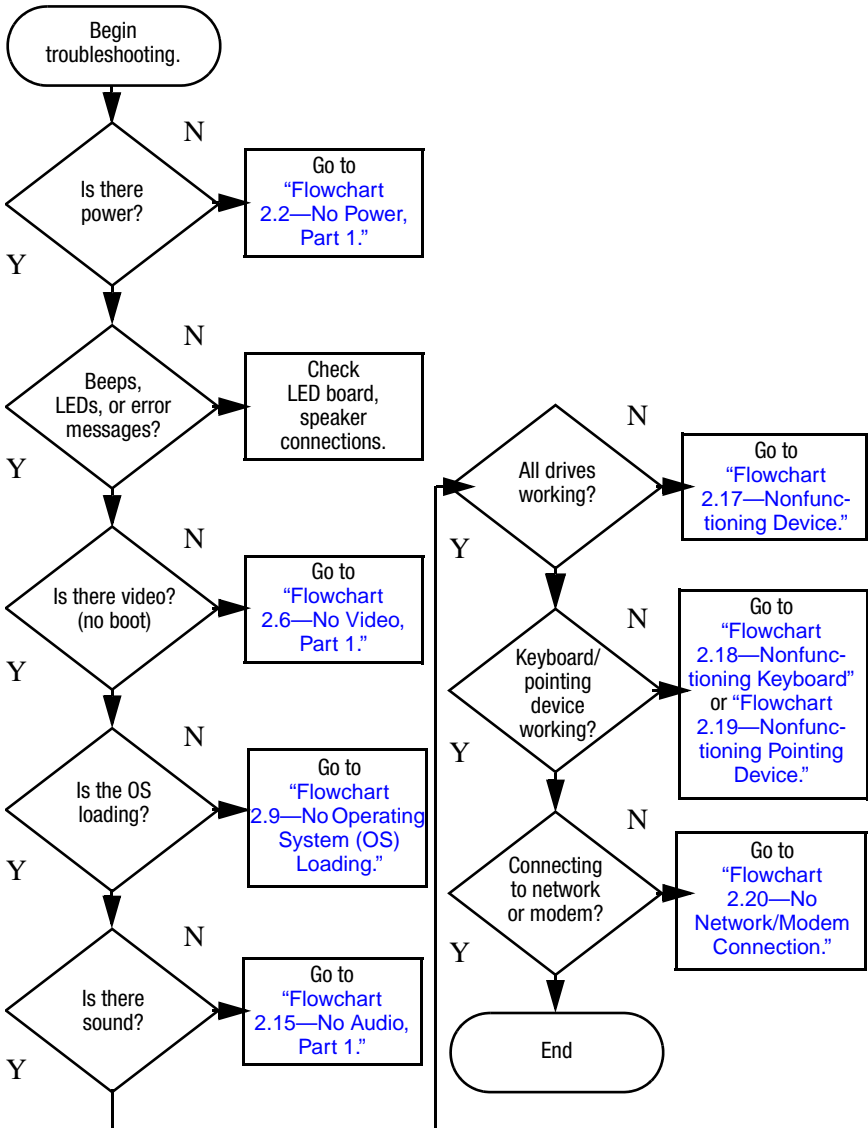 Begin
troubleshooting.
N
Is there
power?
Go to
“Flowchart
2.2—No Power,
Part 1.”
Y
N
Beeps,
LEDs, or error
messages?
Check
LED board,
speaker
connections.
Y
N
Is there video?
(no boot)
Go to
“Flowchart
2.6—No Video,
Part 1.”
Y
N
Is the OS
loading?
Go to
“Flowchart
2.9—No Operating
System (OS)
Loading.”
Y
N
Is there
sound?
Go to
“Flowchart
2.15—No Audio,
Part 1.”
Y
N
All drives
working?
Go to
“Flowchart
2.17—Nonfunc-
tioning Device.”
Y
N
Keyboard/
pointing
device
working?
Go to
“Flowchart
2.18—Nonfunc-
tioning Keyboard”
or “Flowchart
2.19—Nonfunc-
tioning Pointing
Device.”
Y
N
Connecting
to network
or modem?
Go to
“Flowchart
2.20—No
Network/Modem
Connection.”
Y
End